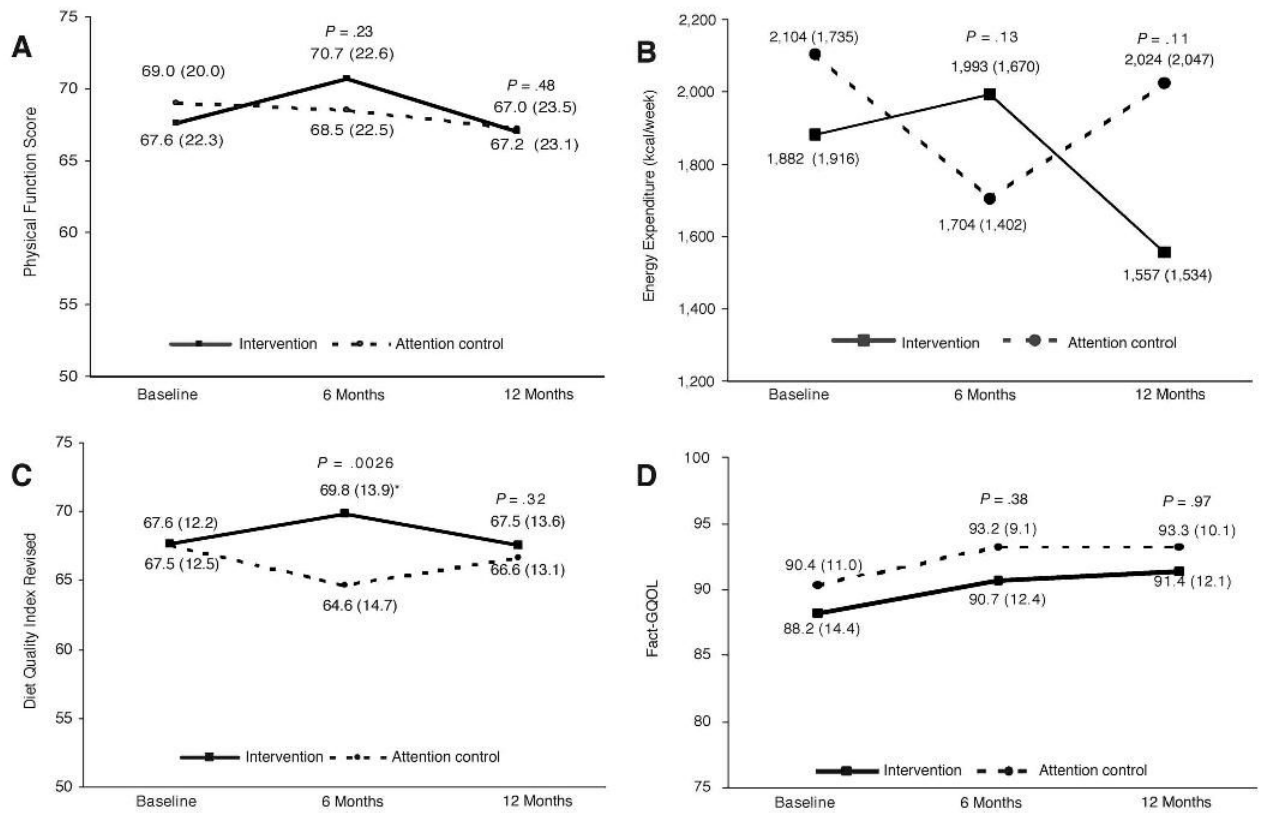 A
Physical Function Score
75
70
65
60
55
50
P = .23
70.7 (22.6)
69.0 (20.0)
P = .48
67.0 (23.5)
67.6 (22.3)
68.5 (22.5)
67.2 (23.1)
Intervention
Attention control
Baseline
6 Months
12 Months
B
Energy Expenditure (kcal/week)
2,200
2,000
1,800
1,600
1,400
1,200
2,104 (1,735)
P = .13
1,993 (1,670)
P = .11
2,024 (2,047)
1,882 (1,916)
1,704 (1,402)
1,557 (1,534)
Intervention
Attention control
Baseline
6 Months
12 Months
C
Diet Quality Index Revised
75
70
65
60
55
50
P = .0026
69.8 (13.9)*
P = .32
67.6 (12.2)
67.5 (13.6)
67.5 (12.5)
66.6 (13.1)
64.6 (14.7)
Intervention
Attention control
Baseline
6 Months
12 Months
D
Fact-GQOL
100
95
90
85
80
75
P = .38
P = .97
93.2 (9.1)
93.3 (10.1)
90.4 (11.0)
91.4 (12.1)
90.7 (12.4)
88.2 (14.4)
Intervention
Attention control
Baseline
6 Months
12 Months